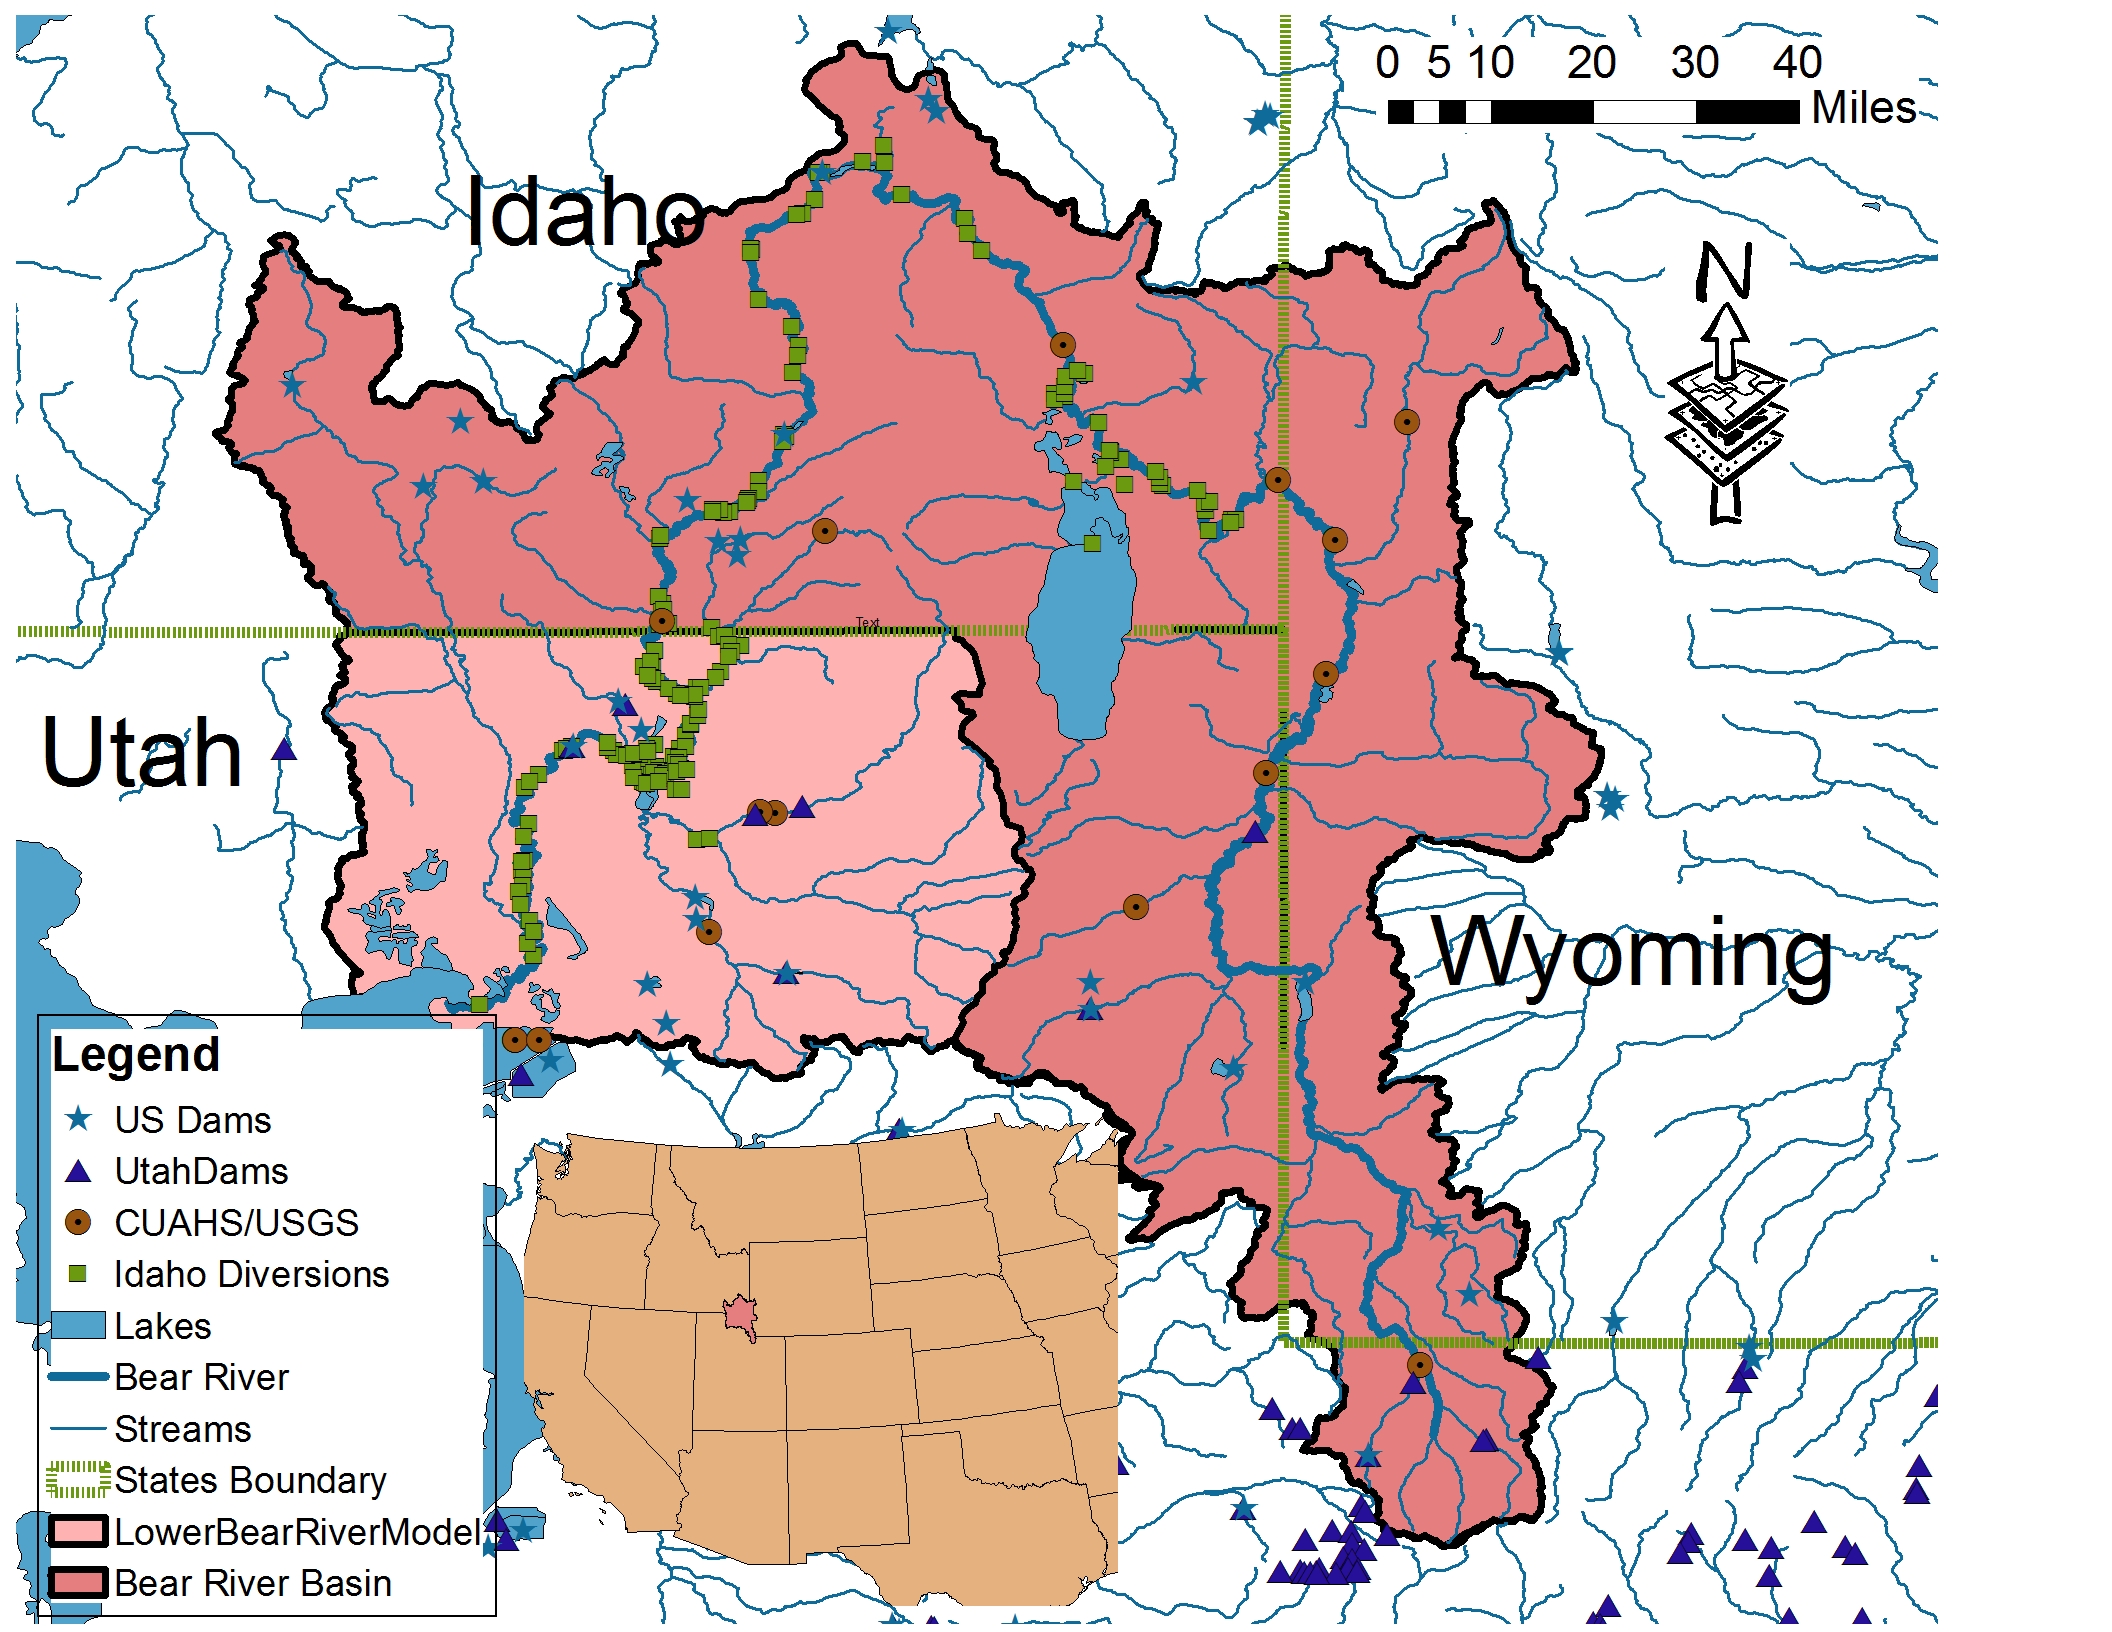 0 5 10 20 30 40
Miles
Idaho
N
Text
Utah
Wyoming
Legend
US Dams
UtahDams
CUAHS/USGS
Idaho Diversions
Lakes
Bear River
Streams
States Boundary
LowerBearRiverModel
Bear River Basin